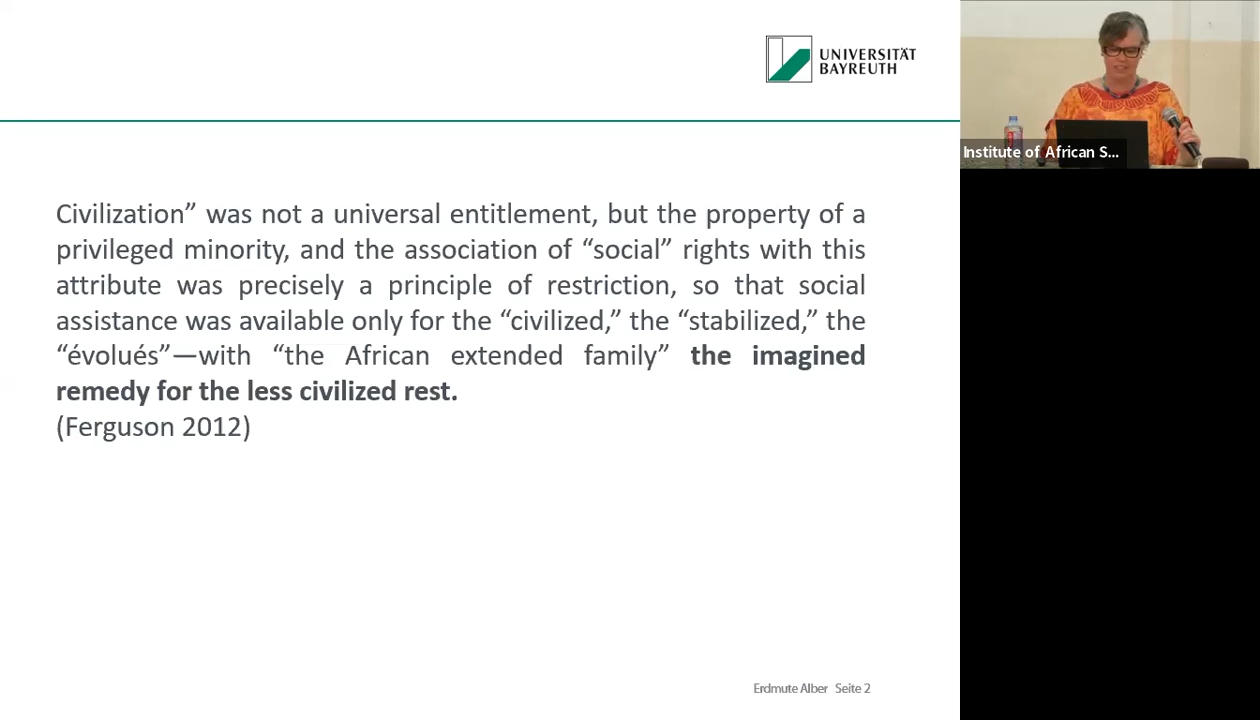 UNIVERSITÄT
BAYREUTH
Institute of African S...
Civilization” was not a universal entitlement, but the property of a
privileged minority, and the association of “social” rights with this
attribute was precisely a principle of restriction, so that social
assistance was available only for the “civilized,” the “stabilized,” the
“évolués”—with “the African extended family” the imagined
remedy for the less civilized rest.
(Ferguson 2012)
Erdmute Alber Seite 2